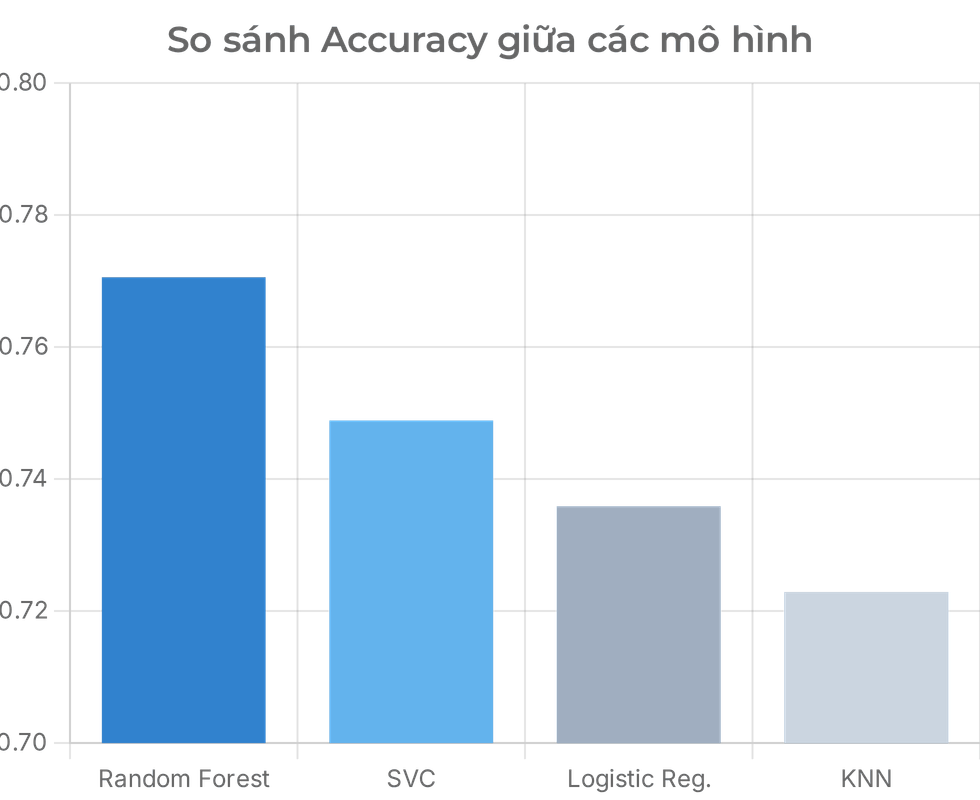 So sánh Accuracy giữa các mô hình
0.80
0.78
0.76
0.74
0.72
0.70
Random Forest
SVC
Logistic Reg.
KNN